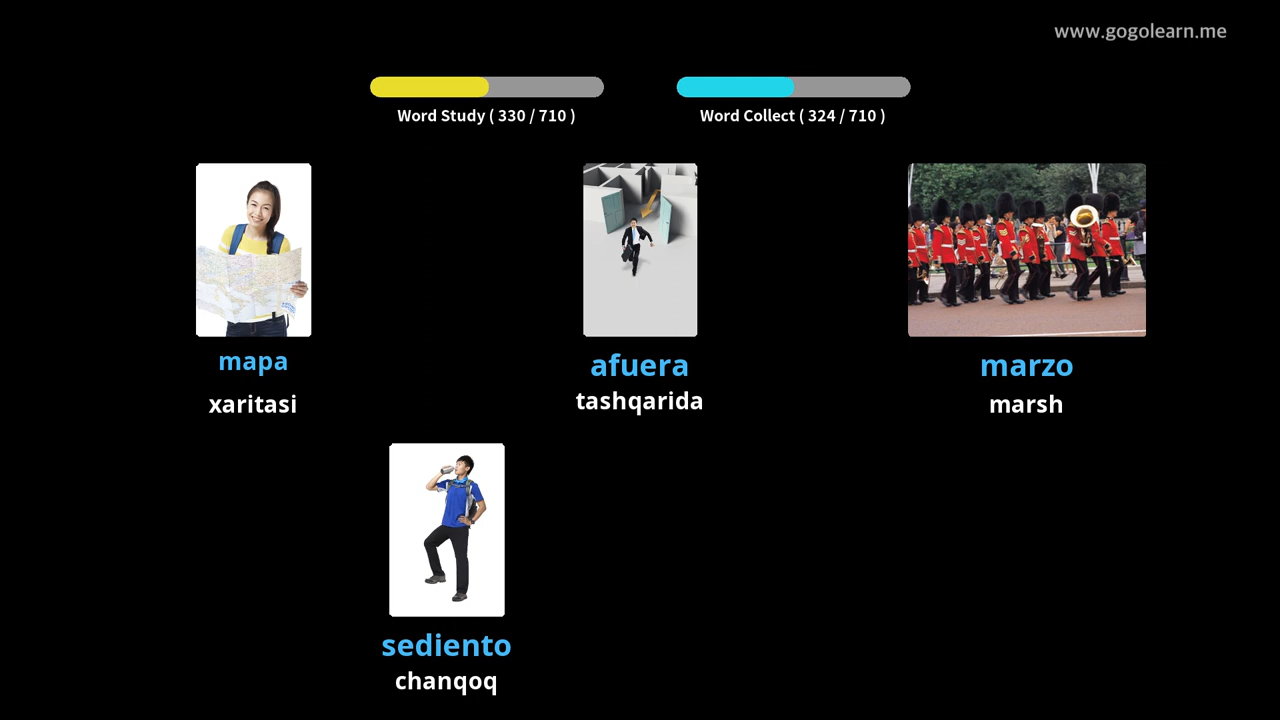 www.gogolearn.me
Word Study ( 330 / 710 )
Word Collect ( 324 / 710 )
mapa
xaritasi
afuera
tashqarida
marzo
marsh
sediento
chanqoq